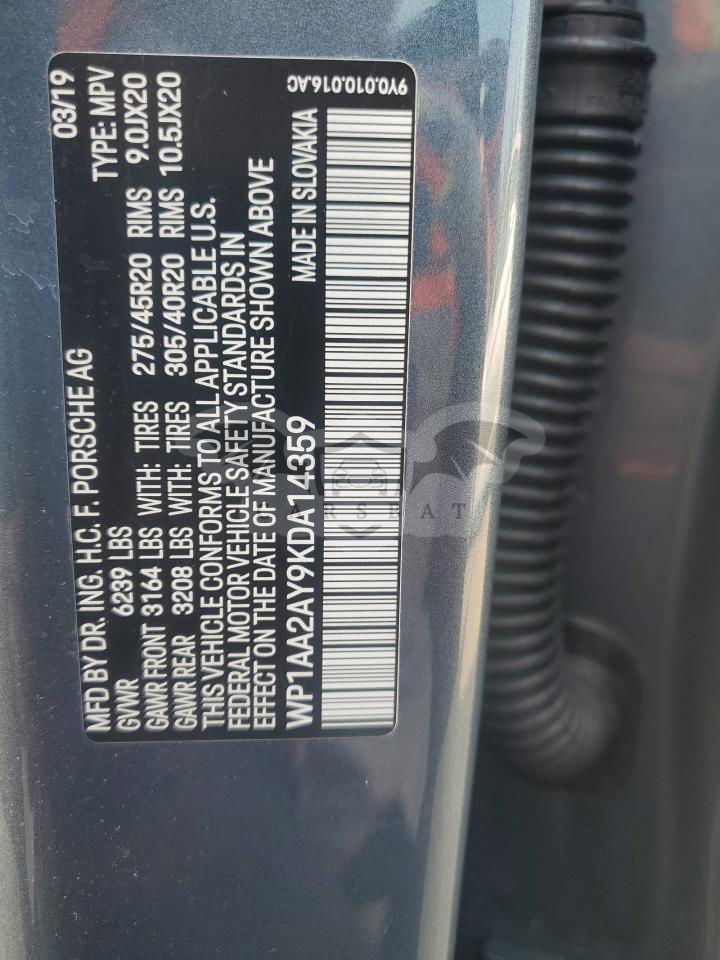 MFD BY DR. ING. H.C. F. PORSCHE AG 03/19
GVWR 6239 LBS TYPE: MPV
GAWR FRONT 3164 LBS WITH: TIRES 275/45R20 RIMS 9.0JX20
GAWR REAR 3208 LBS WITH: TIRES 305/40R20 RIMS 10.5JX20
THIS VEHICLE CONFORMS TO ALL APPLICABLE U.S.
FEDERAL MOTOR VEHICLE SAFETY STANDARDS IN
EFFECT ON THE DATE OF MANUFACTURE SHOWN ABOVE
WP1AA2AY9KDA14359 MADE IN SLOVAKIA
9Y0.010.016.AC